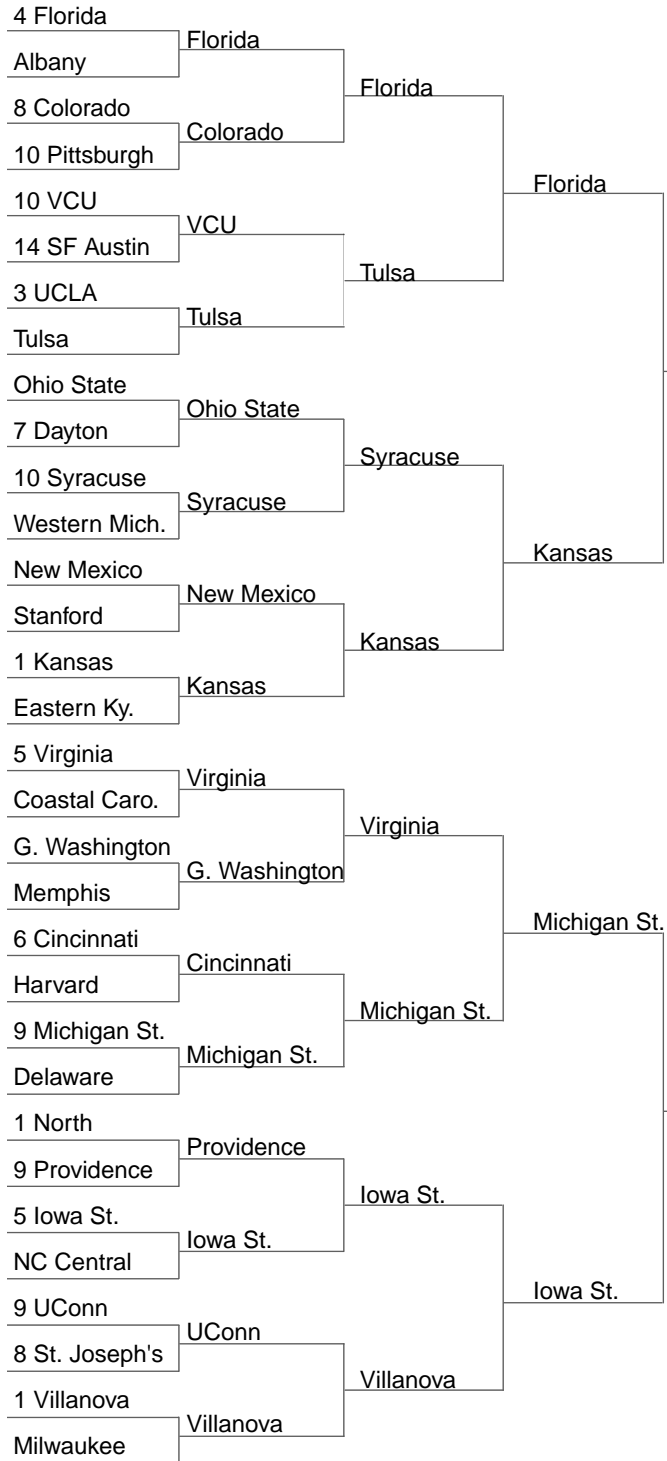 4 Florida
Albany
8 Colorado
10 Pittsburgh
10 VCU
14 SF Austin
3 UCLA
Tulsa
Ohio State
7 Dayton
10 Syracuse
Western Mich.
New Mexico
Stanford
1 Kansas
Eastern Ky.
5 Virginia
Coastal Caro.
G. Washington
Memphis
6 Cincinnati
Harvard
9 Michigan St.
Delaware
1 North
9 Providence
5 Iowa St.
NC Central
9 UConn
8 St. Joseph's
1 Villanova
Milwaukee
Florida
Colorado
VCU
Tulsa
Ohio State
Syracuse
New Mexico
Kansas
Virginia
G. Washington
Cincinnati
Michigan St.
Providence
Iowa St.
UConn
Villanova
Florida
Tulsa
Syracuse
Kansas
Virginia
Michigan St.
Iowa St.
Villanova
Florida
Kansas
Michigan St.
Iowa St.